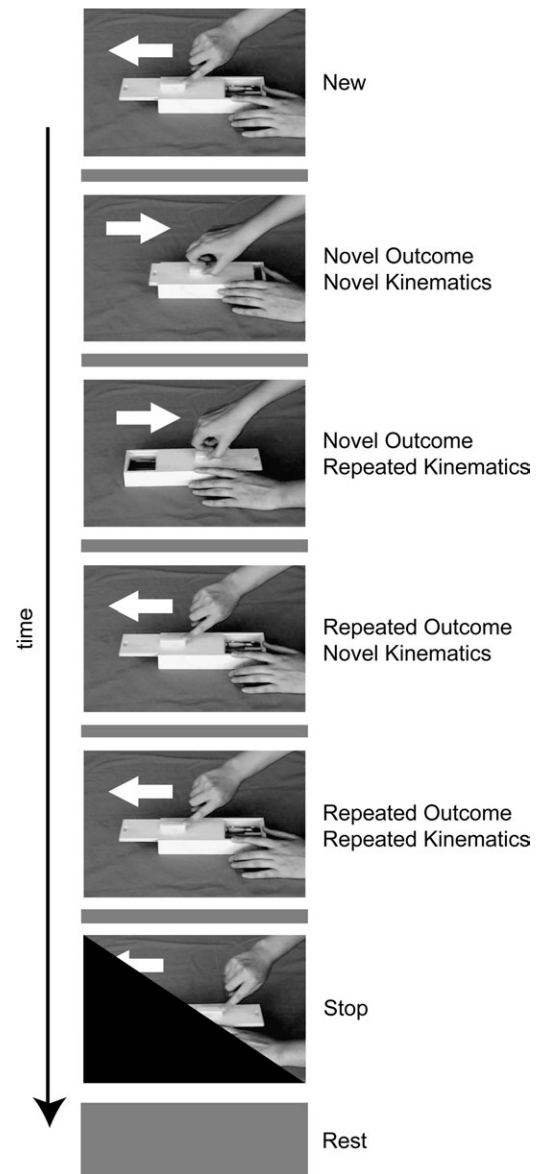 New
Novel Outcome
Novel Kinematics
Novel Outcome
Repeated Kinematics
time
Repeated Outcome
Novel Kinematics
Repeated Outcome
Repeated Kinematics
Stop
Rest